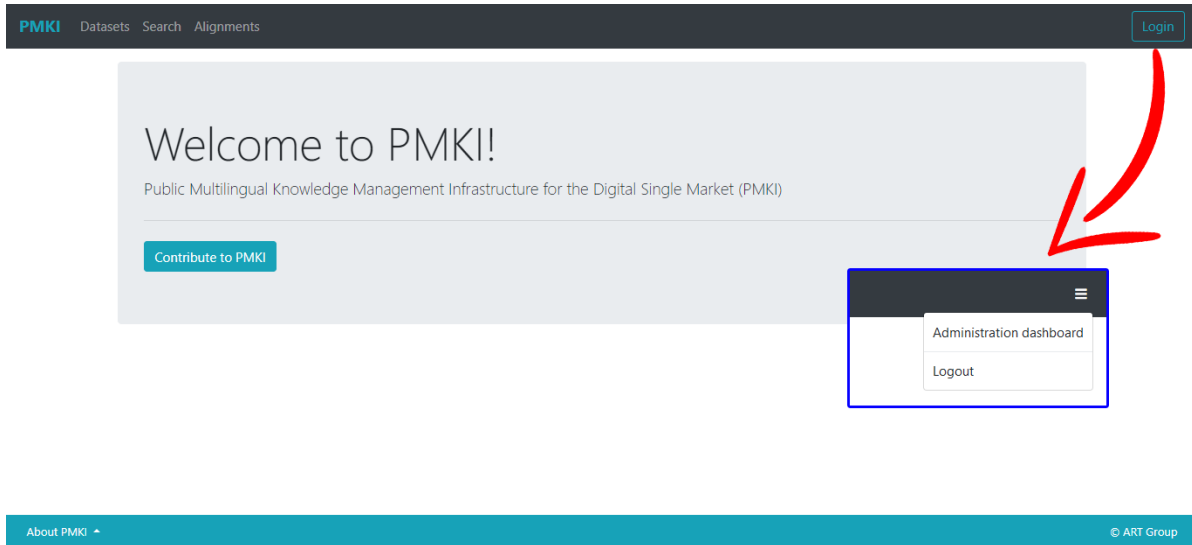 PMKI Datasets Search Alignments Login
Welcome to PMKI!
Public Multilingual Knowledge Management Infrastructure for the Digital Single Market (PMKI)
Contribute to PMKI
Administration dashboard
Logout
About PMKI
© ART Group